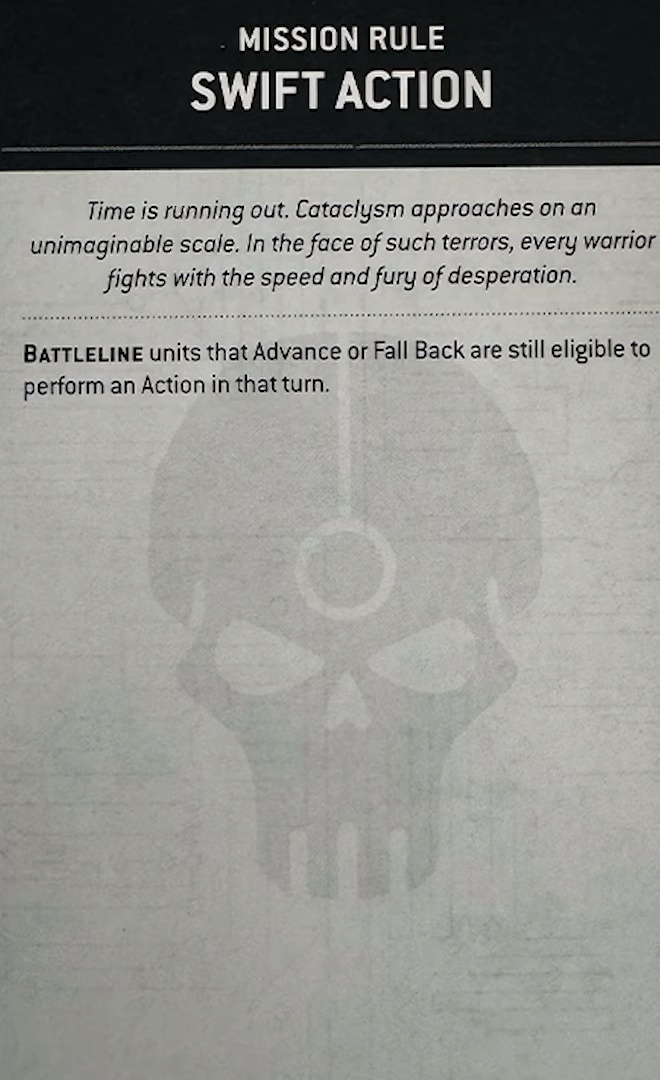 MISSION RULE
SWIFT ACTION
Time is running out. Cataclysm approaches on an
unimaginable scale. In the face of such terrors, every warrior
fights with the speed and fury of desperation.
BATTLELINE units that Advance or Fall Back are still eligible to
perform an Action in that turn.